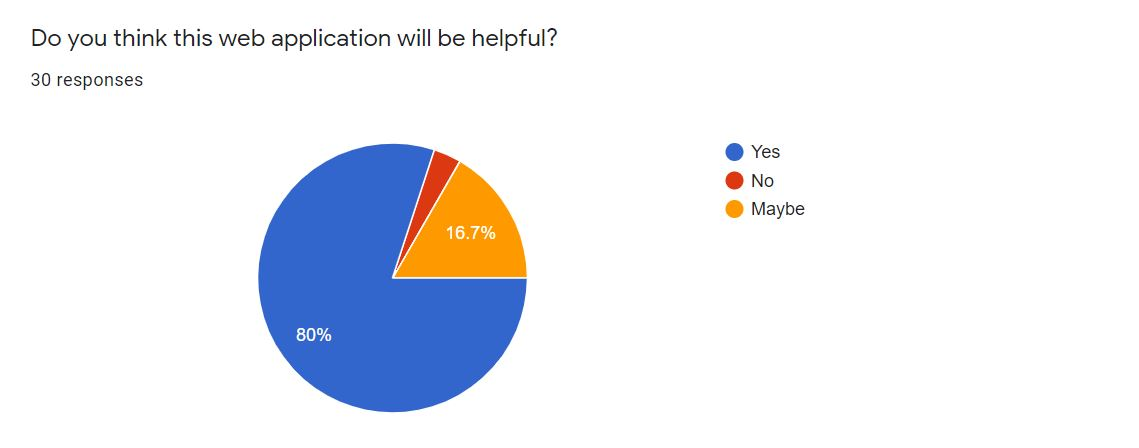 Do you think this web application will be helpful?
30 responses
Yes
No
Maybe
16.7%
80%